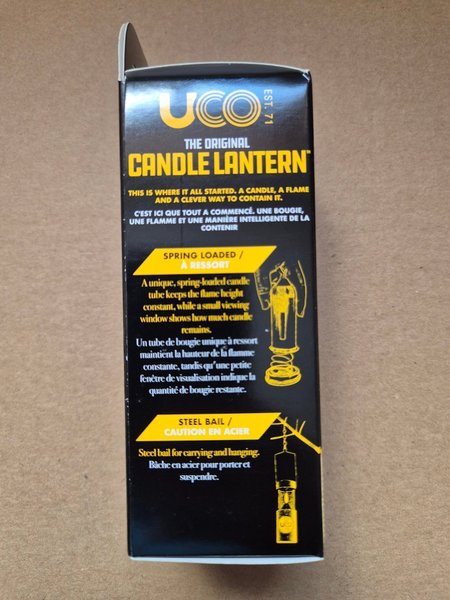 UCO EST. 71
THE ORIGINAL
CANDLE LANTERN™
THIS IS WHERE IT ALL STARTED. A CANDLE, A FLAME
AND A CLEVER WAY TO CONTAIN IT.
C'EST ICI QUE TOUT A COMMENCÉ. UNE BOUGIE,
UNE FLAMME ET UNE MANIÈRE INTELLIGENTE DE LA
CONTENIR
SPRING LOADED /
À RESSORT
A unique, spring-loaded candle
tube keeps the flame height
constant, while a small viewing
window shows how much candle
remains.
Un tube de bougie unique à ressort
maintient la hauteur de la flamme
constante, tandis qu'une petite
fenêtre de visualisation indique la
quantité de bougie restante.
STEEL BAIL /
CAUTION EN ACIER
Steel bail for carrying and hanging.
Bâche en acier pour porter et
suspendre.